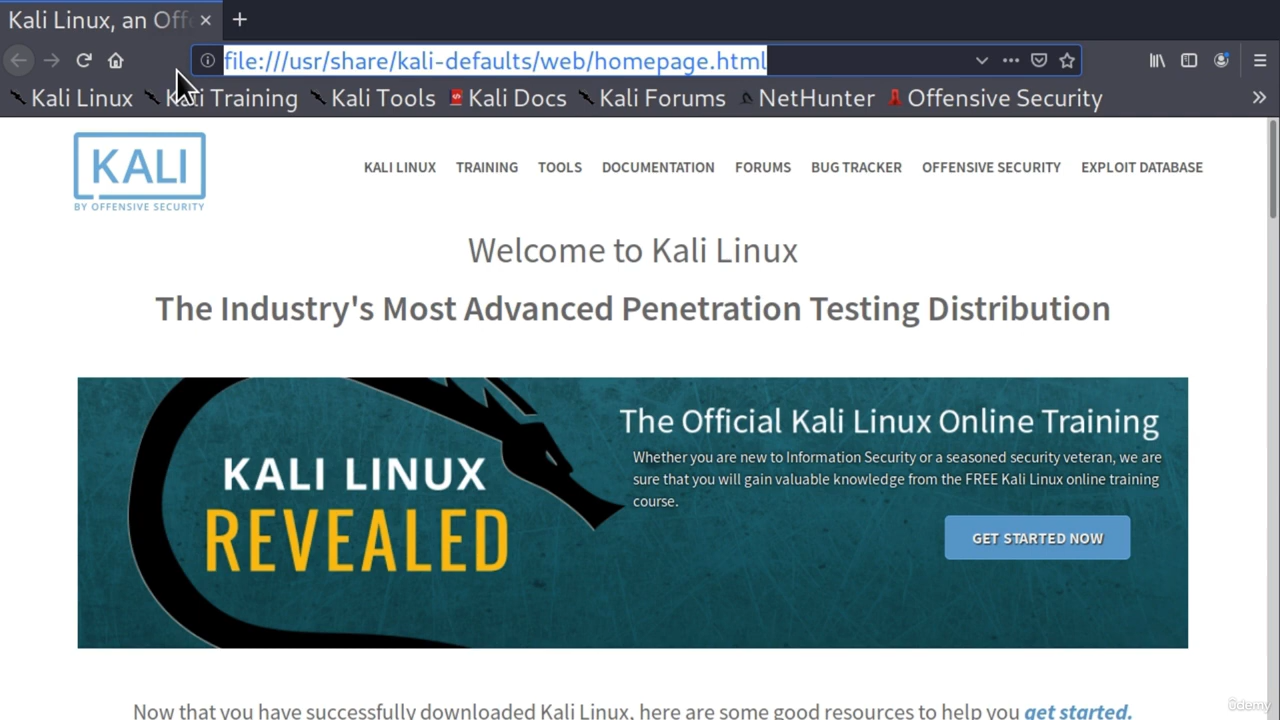 Kali Linux, an Offe
file:///usr/share/kali-defaults/web/homepage.html
Kali Linux Kali Training Kali Tools Kali Docs Kali Forums NetHunter Offensive Security
KALI
BY OFFENSIVE SECURITY
KALI LINUX TRAINING TOOLS DOCUMENTATION FORUMS BUG TRACKER OFFENSIVE SECURITY EXPLOIT DATABASE
Welcome to Kali Linux
The Industry's Most Advanced Penetration Testing Distribution
KALI LINUX
REVEALED
The Official Kali Linux Online Training
Whether you are new to Information Security or a seasoned security veteran, we are
sure that you will gain valuable knowledge from the FREE Kali Linux online training
course.
GET STARTED NOW
Now that you have successfully downloaded Kali Linux, here are some good resources to help you get started.
ûdemy